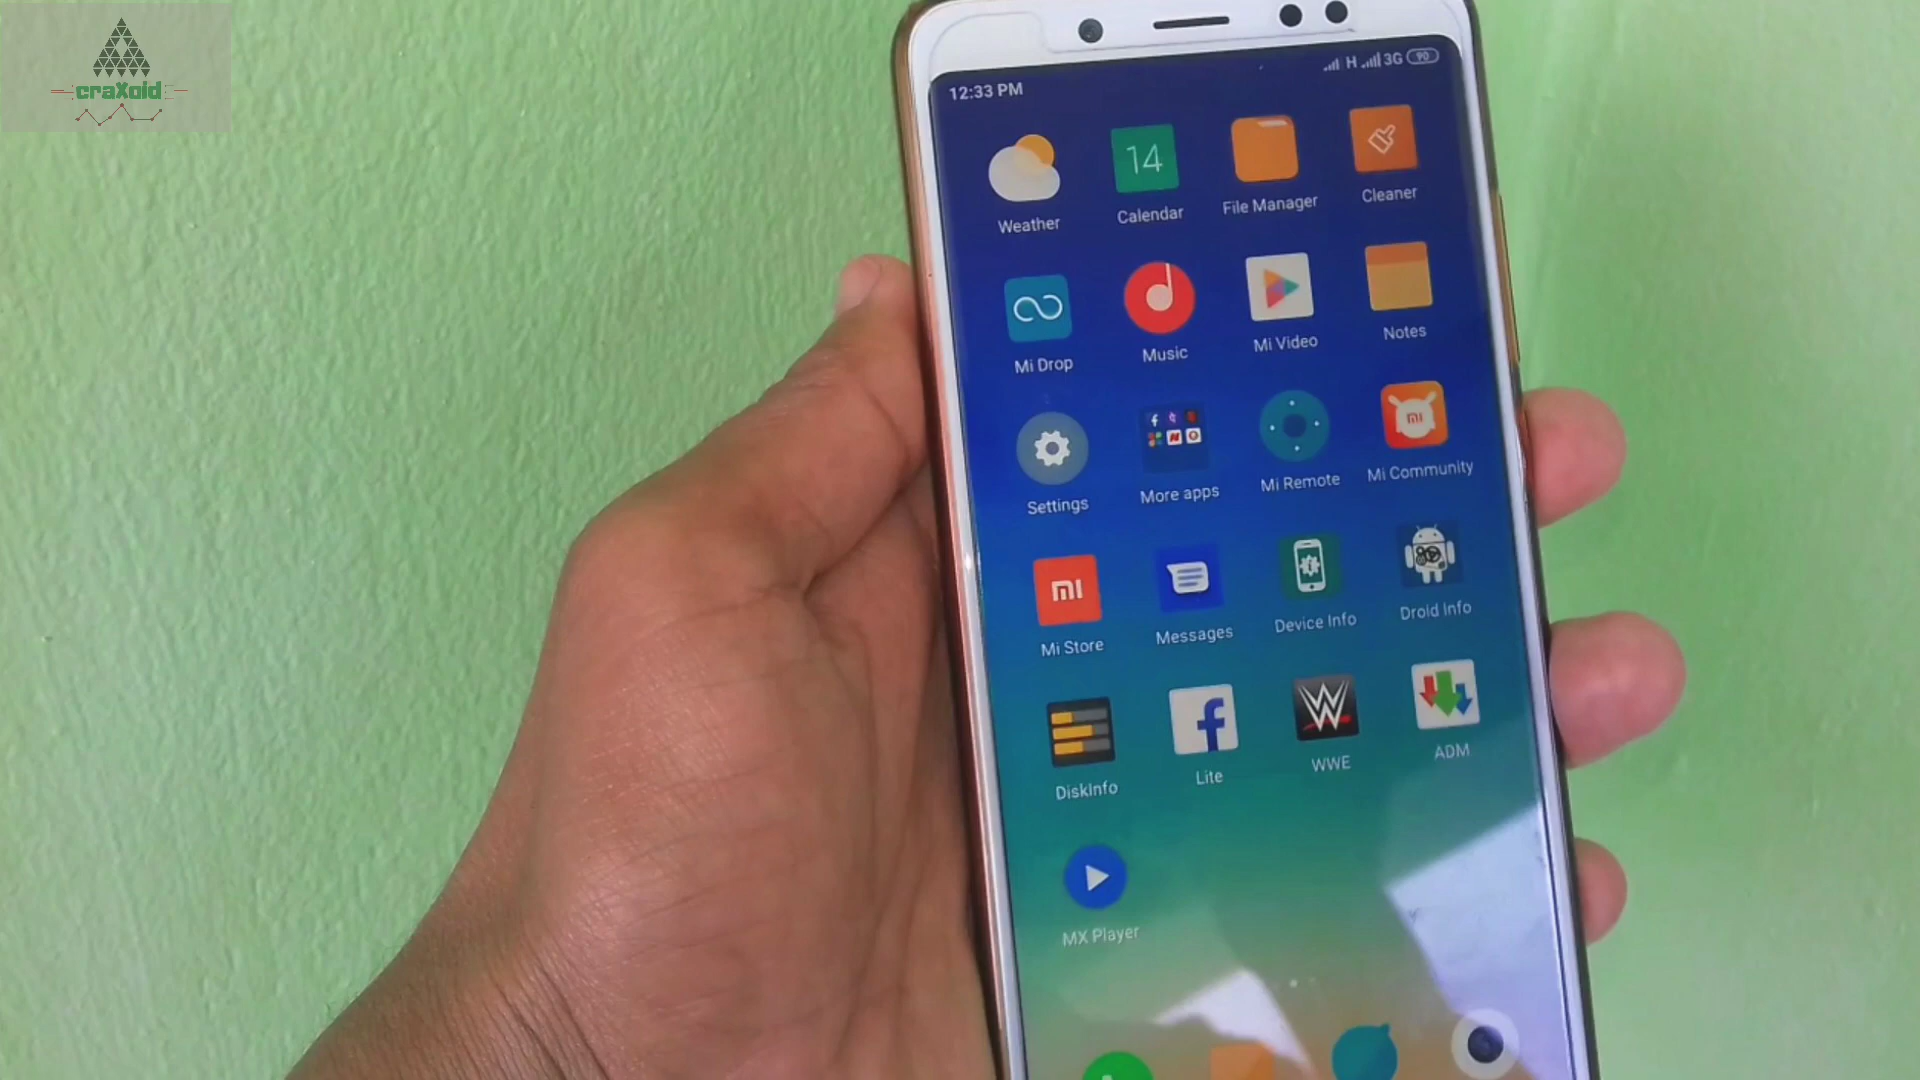 craXoid
12:33 PM
H 3G 90
14
Weather
Calendar
File Manager
Cleaner
Mi Drop
Music
Mi Video
Notes
Settings
More apps
Mi Remote
Mi Community
Mi Store
Messages
Device Info
Droid Info
DiskInfo
Lite
WWE
ADM
MX Player